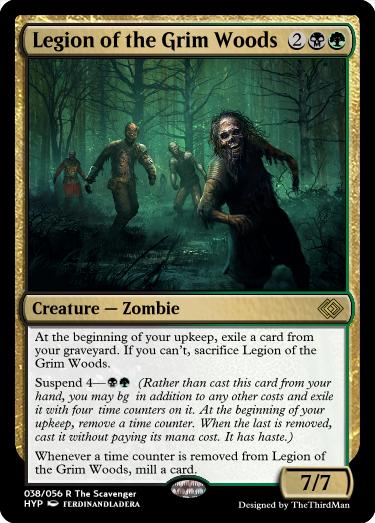 Legion of the Grim Woods 2
Creature — Zombie
At the beginning of your upkeep, exile a card from
your graveyard. If you can't, sacrifice Legion of the
Grim Woods.
Suspend 4— (Rather than cast this card from your
hand, you may bg in addition to any other costs and exile
it with four time counters on it. At the beginning of your
upkeep, remove a time counter. When the last is removed,
cast it without paying its mana cost. It has haste.)
Whenever a time counter is removed from Legion of
the Grim Woods, mill a card.
7/7
038/056 R The Scavenger
HYP FERDINANDLADERA
Designed by TheThirdMan